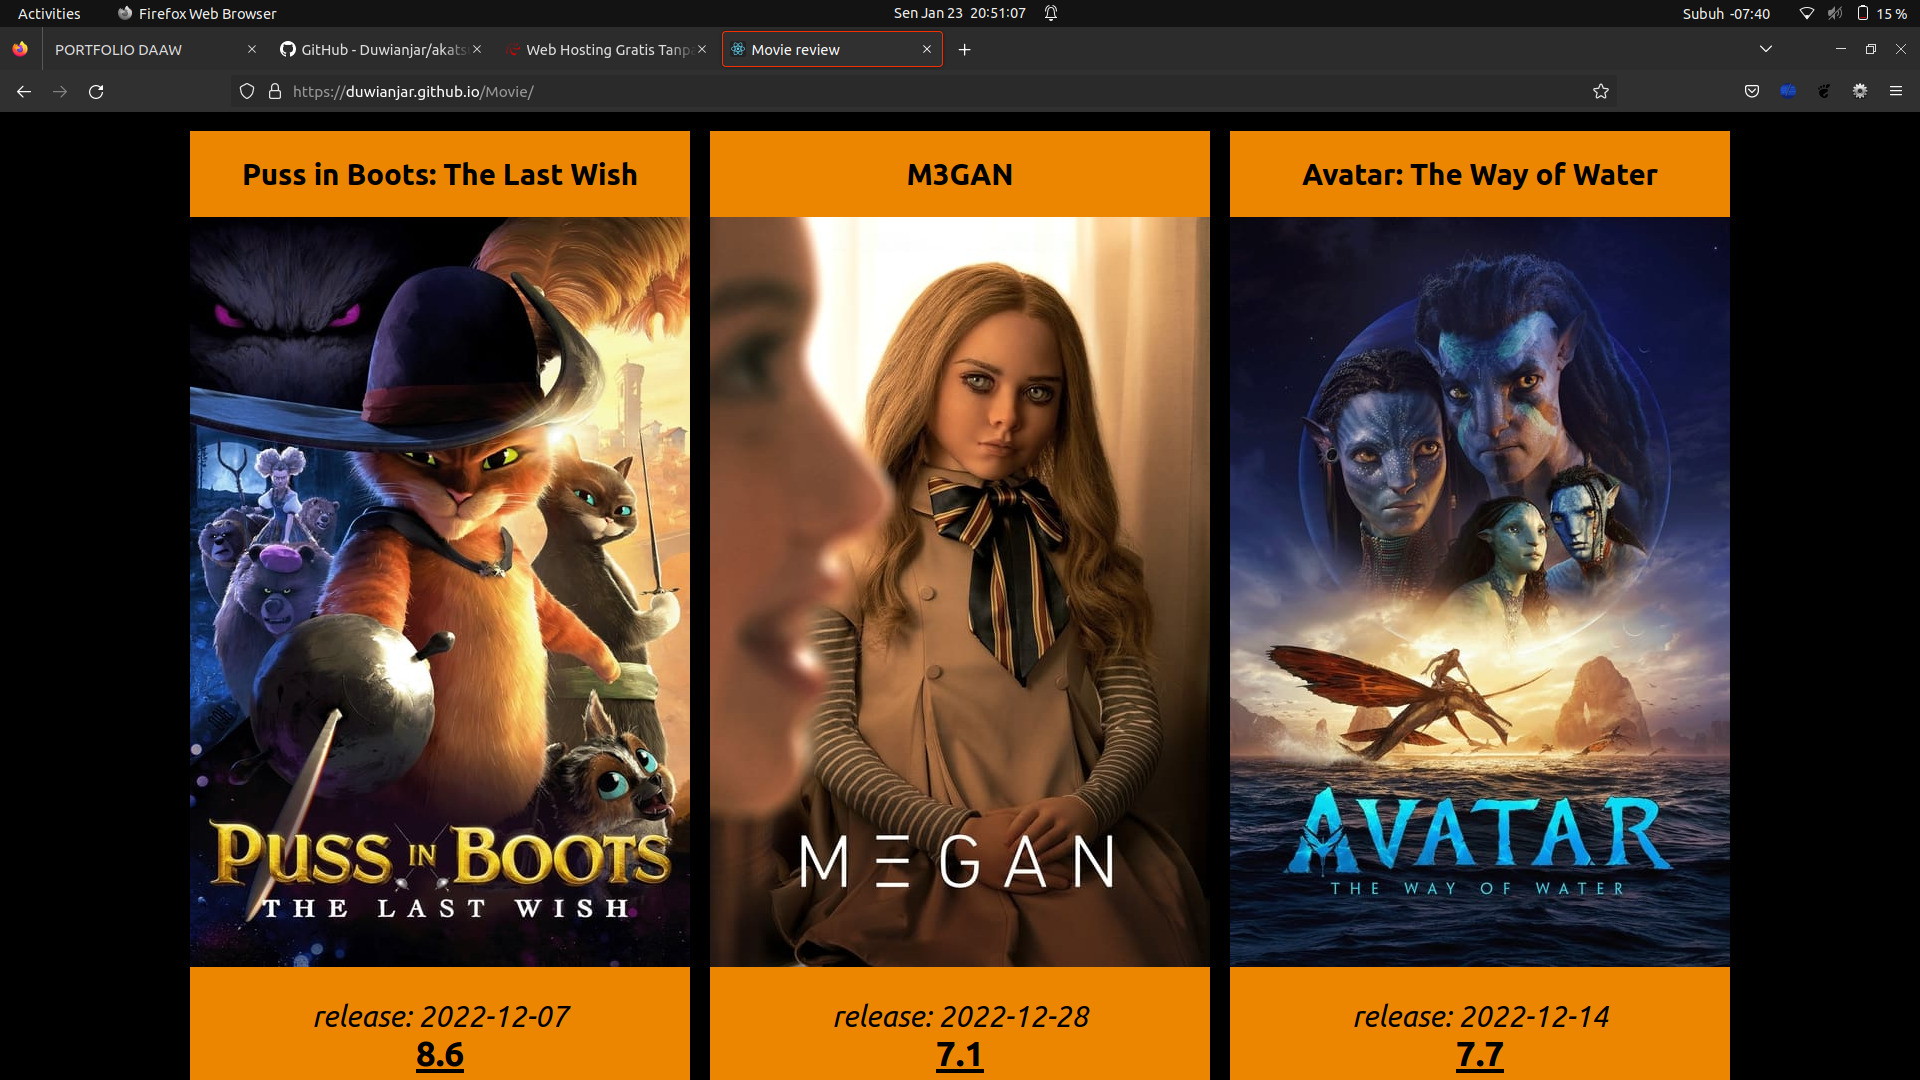 Activities Firefox Web Browser Sen Jan 23 20:51:07 Subuh -07:40 15 %
PORTFOLIO DAAW GitHub - Duwianjar/akats Web Hosting Gratis Tanp Movie review
https://duwianjar.github.io/Movie/
Puss in Boots: The Last Wish
PUSS IN BOOTS
THE LAST WISH
release: 2022-12-07
8.6
M3GAN
MΞGAN
release: 2022-12-28
7.1
Avatar: The Way of Water
AVATAR
THE WAY OF WATER
release: 2022-12-14
7.7